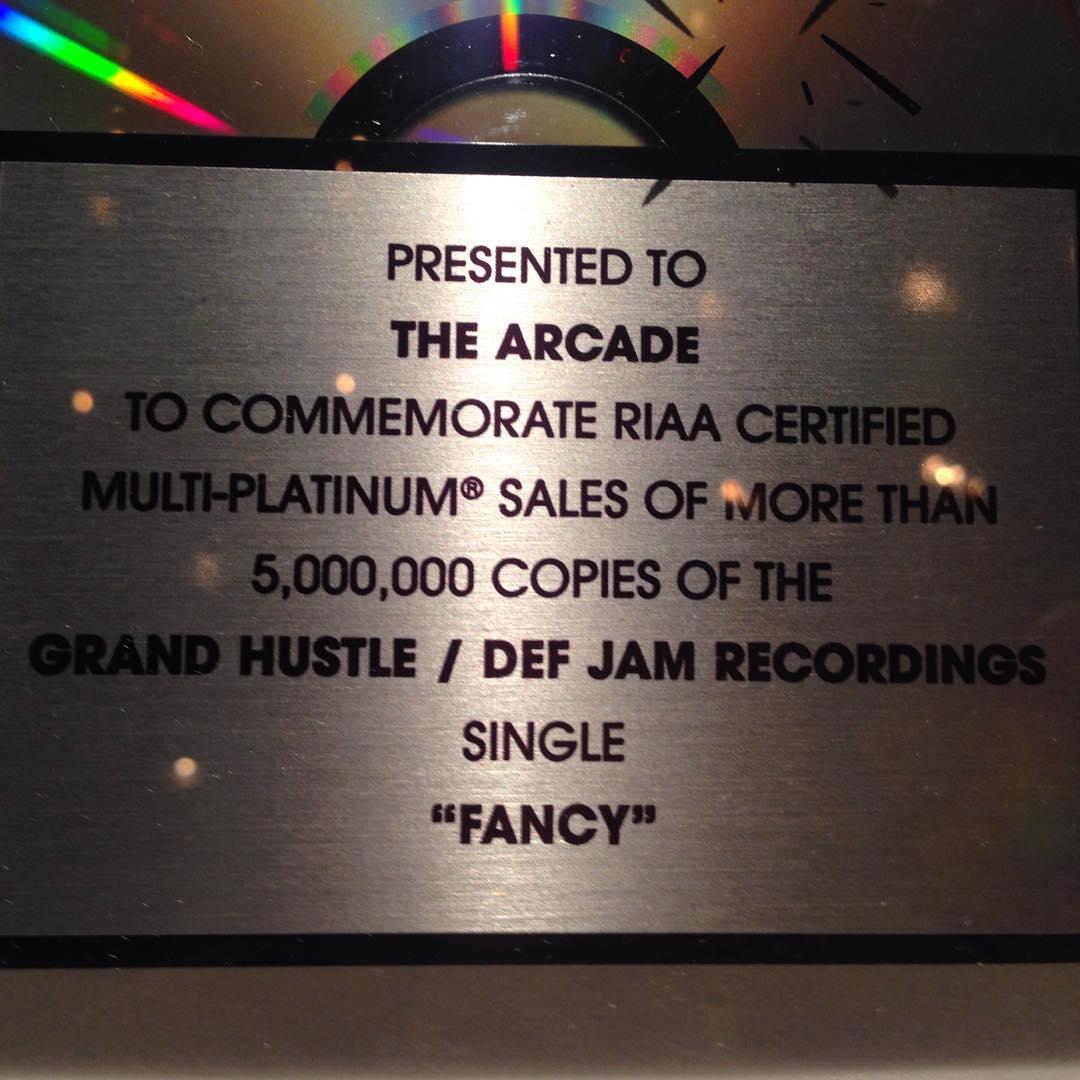 PRESENTED TO
THE ARCADE
TO COMMEMORATE RIAA CERTIFIED
MULTI-PLATINUM® SALES OF MORE THAN
5,000,000 COPIES OF THE
GRAND HUSTLE / DEF JAM RECORDINGS
SINGLE
“FANCY”